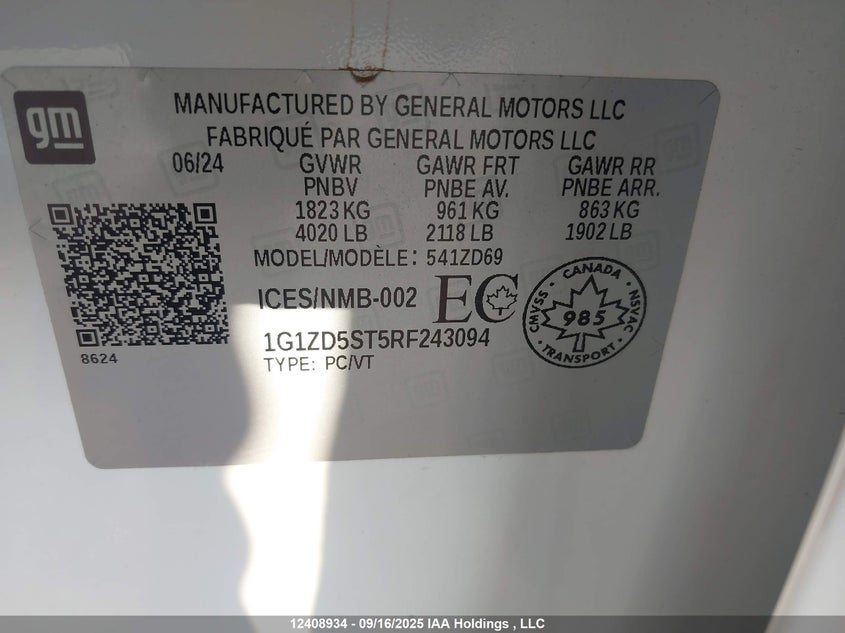 gm
MANUFACTURED BY GENERAL MOTORS LLC
FABRIQUÉ PAR GENERAL MOTORS LLC
06/24 GVWR GAWR FRT GAWR RR
PNBV PNBE AV. PNBE ARR.
1823 KG 961 KG 863 KG
4020 LB 2118 LB 1902 LB
MODEL/MODÈLE: 541ZD69
ICES/NMB-002 EC
CANADA
CMVSS 985 NSVAC
TRANSPORT
1G1ZD5ST5RF243094
8624 TYPE: PC/VT
12408934 - 09/16/2025 IAA Holdings , LLC